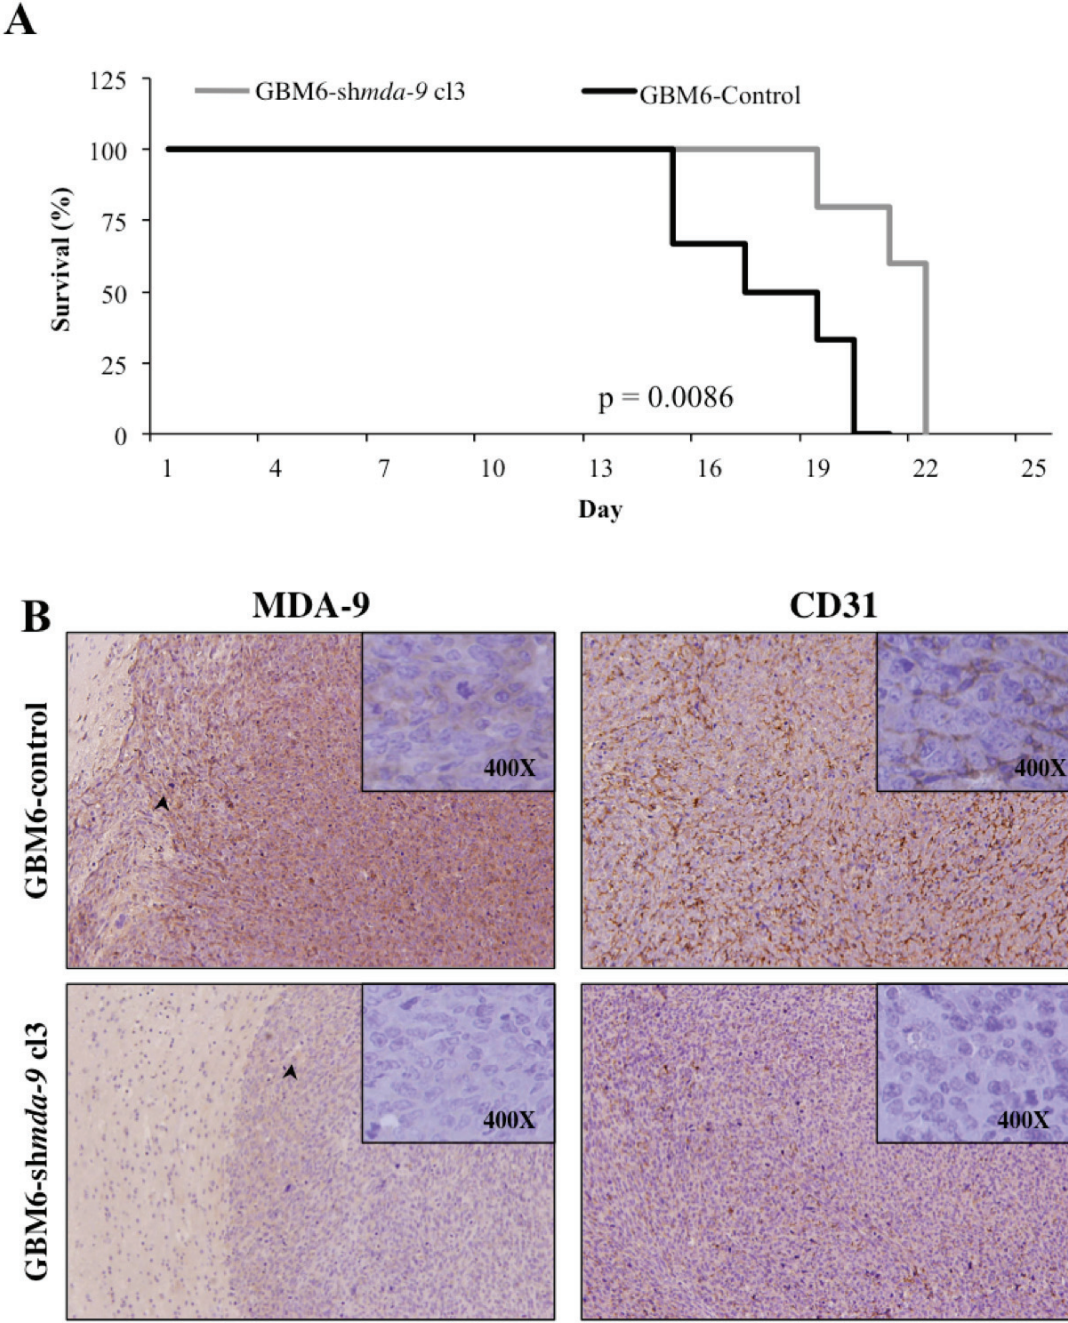 A
GBM6-shmda-9 cl3
GBM6-Control
125
100
75
50
25
0
Survival (%)
p = 0.0086
1 4 7 10 13 16 19 22 25
Day
B
MDA-9 CD31
GBM6-control
400X
400X
GBM6-shmda-9 cl3
400X
400X